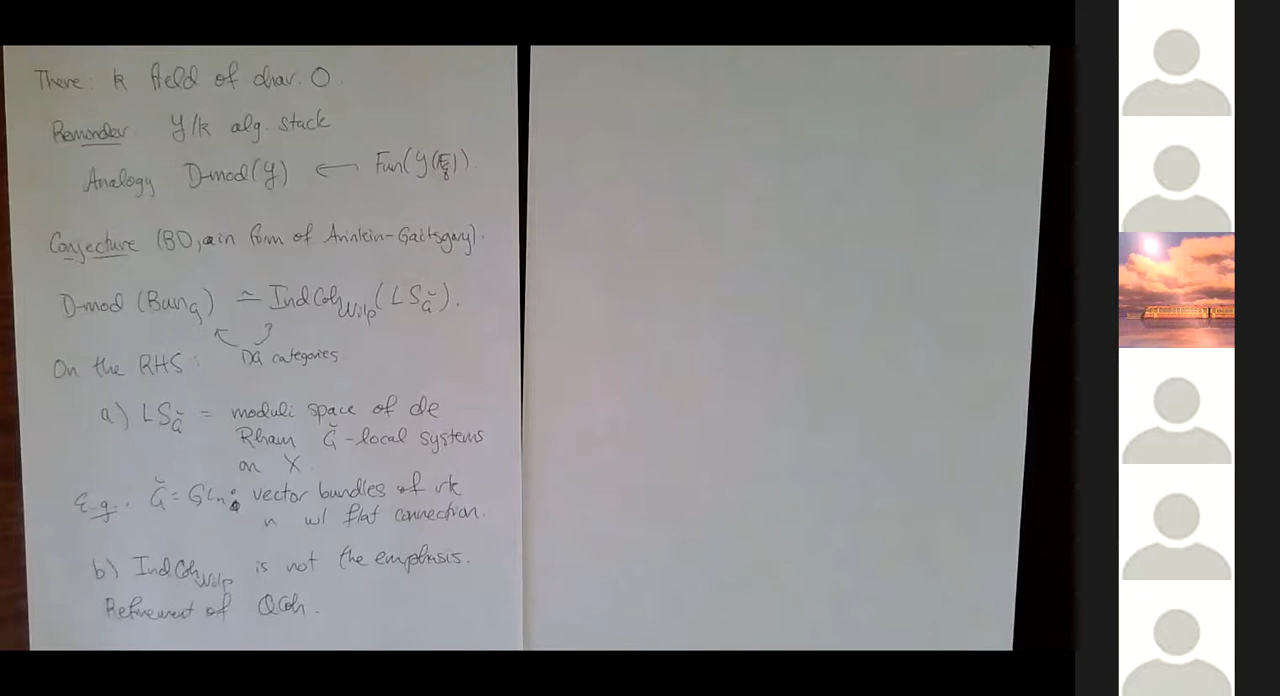 There: k field of char. 0.
Reminder Y/k alg. stack
Analogy D-mod(Y) ⟵ Fun(Y(F_q)).
Conjecture (BD, in form of Arinkin-Gaitsgory).
D-mod (Bun_G) ≃ IndCoh_Nilp (LS_Ǧ).
On the RHS: DG categories
a) LS_Ǧ = moduli space of de
Rham Ǧ-local systems
on X.
E.g.: Ǧ = GLn: vector bundles of rk
n w/ flat connection.
b) IndCoh_Nilp is not the emphasis.
Refinement of QCoh.